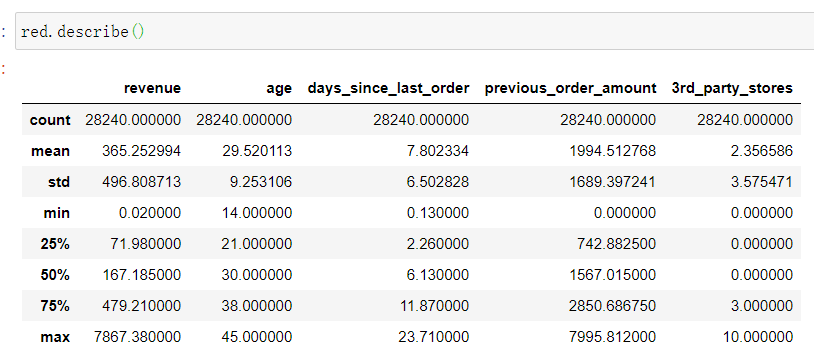 : red.describe()
:
revenue age days_since_last_order previous_order_amount 3rd_party_stores
count 28240.000000 28240.000000 28240.000000 28240.000000 28240.000000
mean 365.252994 29.520113 7.802334 1994.512768 2.356586
std 496.808713 9.253106 6.502828 1689.397241 3.575471
min 0.020000 14.000000 0.130000 0.000000 0.000000
25% 71.980000 21.000000 2.260000 742.882500 0.000000
50% 167.185000 30.000000 6.130000 1567.015000 0.000000
75% 479.210000 38.000000 11.870000 2850.686750 3.000000
max 7867.380000 45.000000 23.710000 7995.812000 10.000000